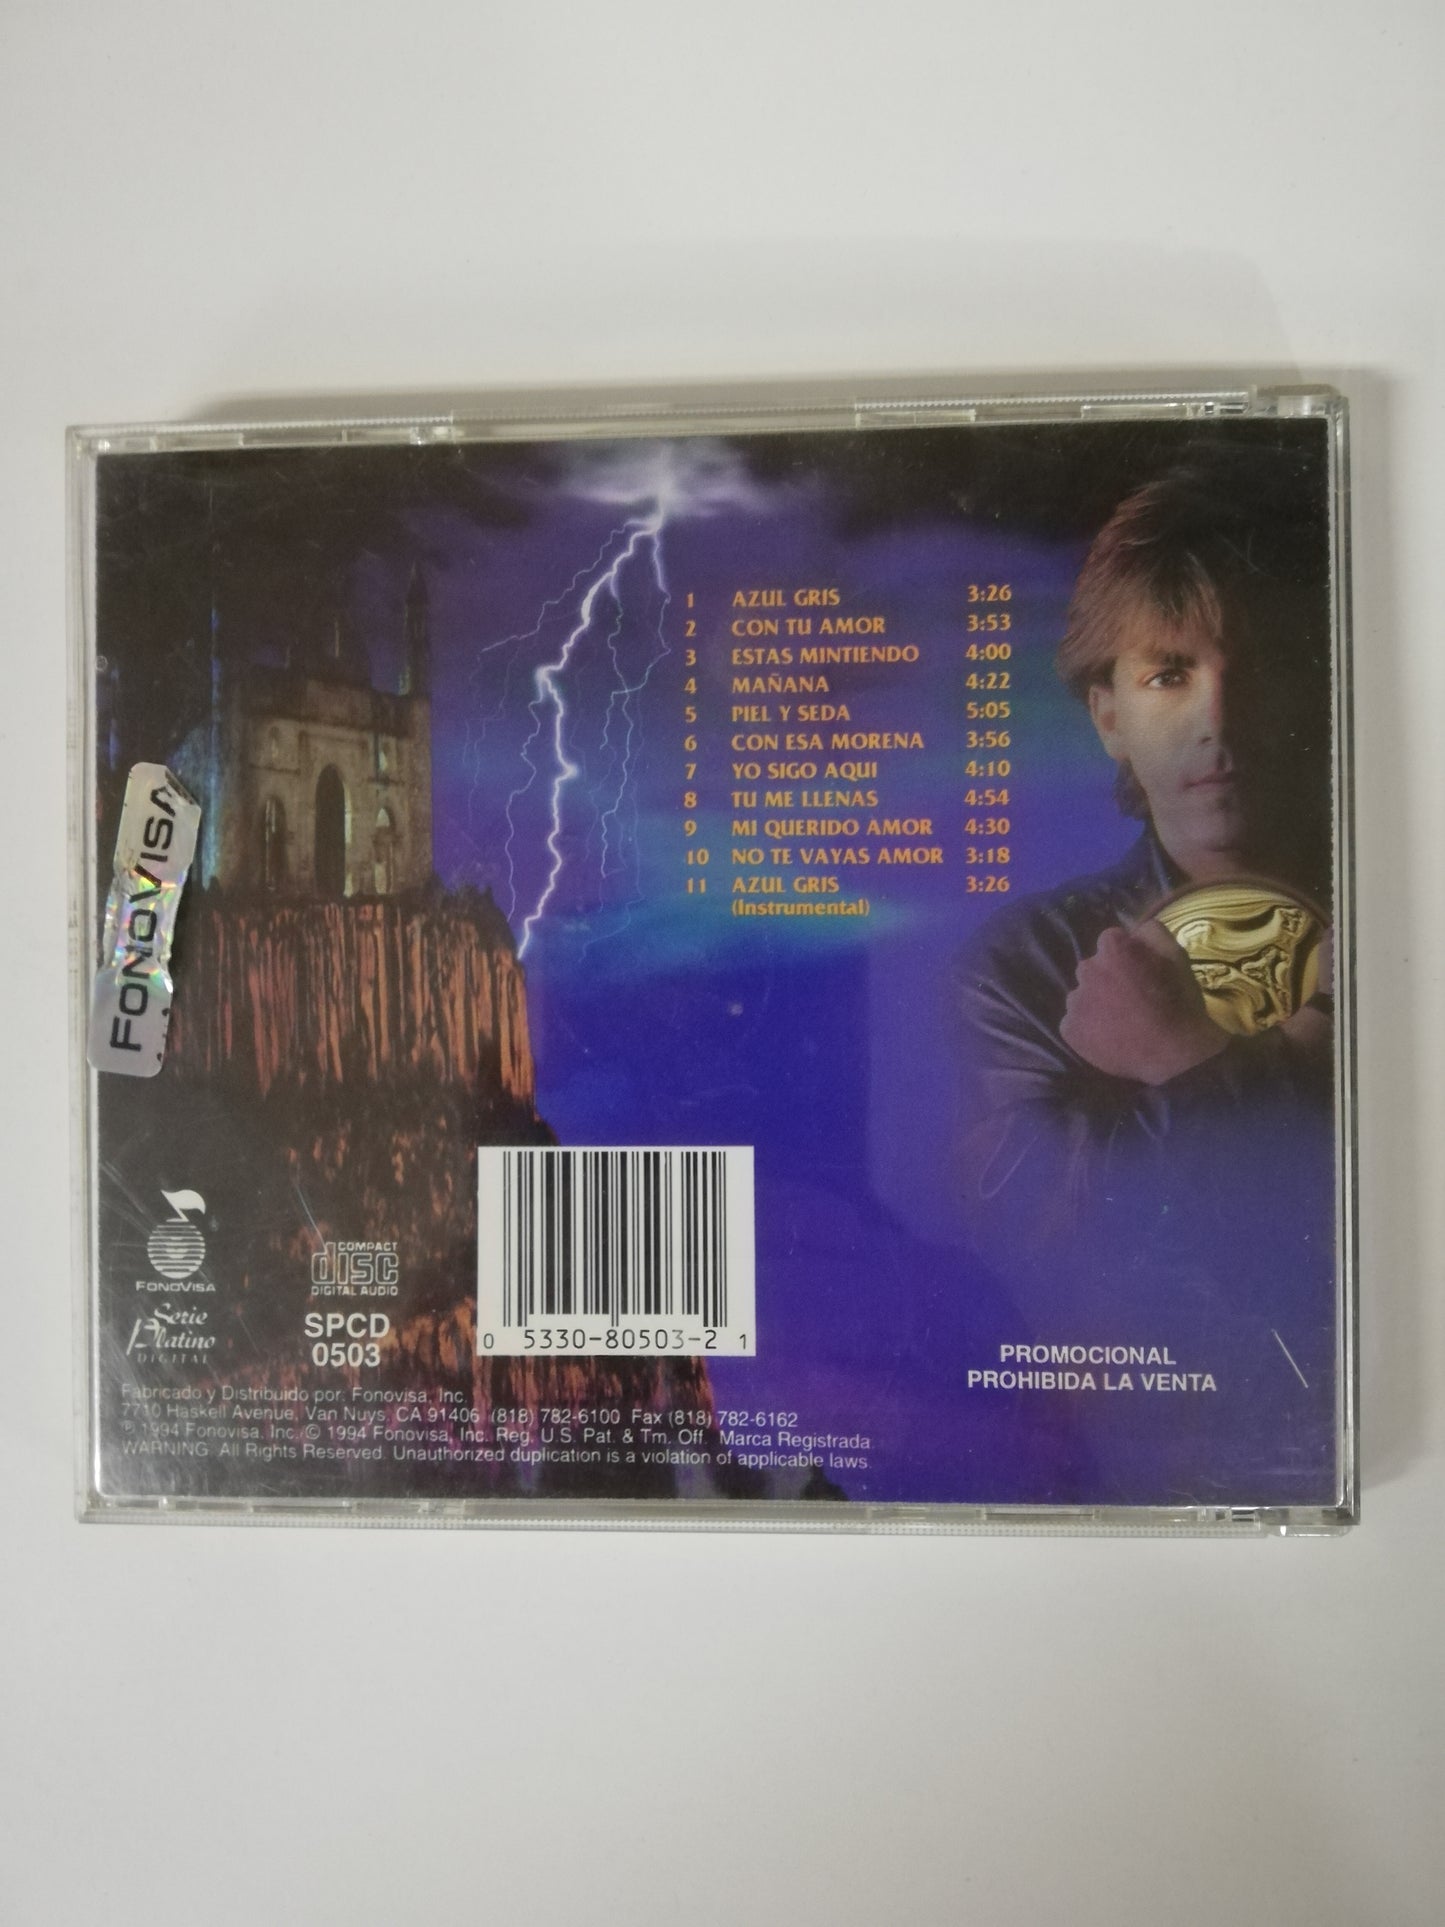 1 AZUL GRIS 3:26
2 CON TU AMOR 3:53
3 ESTAS MINTIENDO 4:00
4 MAÑANA 4:22
5 PIEL Y SEDA 5:05
6 CON ESA MORENA 3:56
7 YO SIGO AQUI 4:10
8 TU ME LLENAS 4:54
9 MI QUERIDO AMOR 4:30
10 NO TE VAYAS AMOR 3:18
11 AZUL GRIS 3:26
(Instrumental)
FONOVISA
FONOVISA
Serie
Platino
DIGITAL
COMPACT
disc
DIGITAL AUDIO
SPCD
0503
0 5330-80503-2 1
PROMOCIONAL
PROHIBIDA LA VENTA
Fabricado y Distribuido por: Fonovisa, Inc.
7710 Haskell Avenue, Van Nuys, CA 91406 (818) 782-6100 Fax (818) 782-6162
℗ 1994 Fonovisa, Inc. © 1994 Fonovisa, Inc. Reg. U.S. Pat. & Tm. Off. Marca Registrada.
WARNING: All Rights Reserved. Unauthorized duplication is a violation of applicable laws.